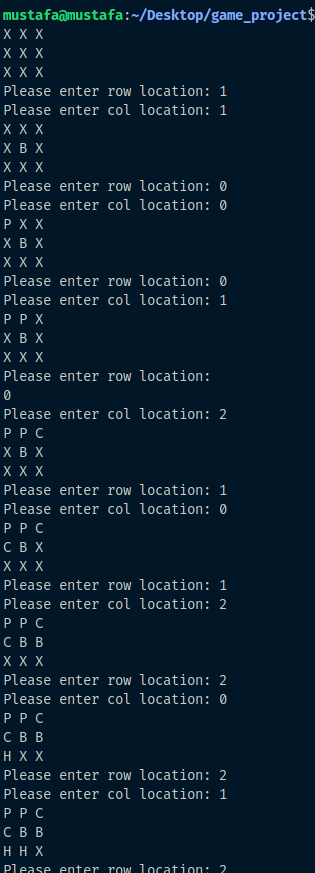 mustafa@mustafa:~/Desktop/game_project$
X X X
X X X
X X X
Please enter row location: 1
Please enter col location: 1
X X X
X B X
X X X
Please enter row location: 0
Please enter col location: 0
P X X
X B X
X X X
Please enter row location: 0
Please enter col location: 1
P P X
X B X
X X X
Please enter row location:
0
Please enter col location: 2
P P C
X B X
X X X
Please enter row location: 1
Please enter col location: 0
P P C
C B X
X X X
Please enter row location: 1
Please enter col location: 2
P P C
C B B
X X X
Please enter row location: 2
Please enter col location: 0
P P C
C B B
H X X
Please enter row location: 2
Please enter col location: 1
P P C
C B B
H H X
Please enter row location: 2